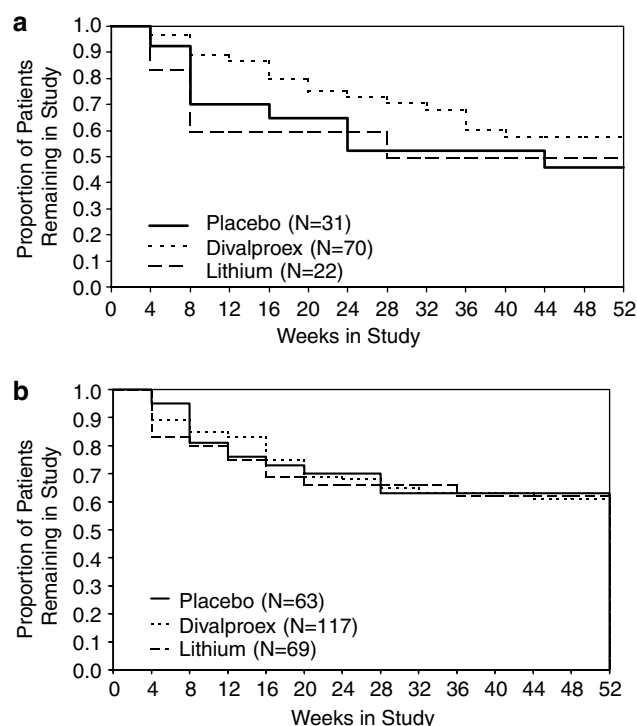 a
Proportion of Patients
Remaining in Study
1.0
0.9
0.8
0.7
0.6
0.5
0.4
0.3
0.2
0.1
0.0
Placebo (N=31)
Divalproex (N=70)
Lithium (N=22)
0 4 8 12 16 20 24 28 32 36 40 44 48 52
Weeks in Study
b
Proportion of Patients
Remaining in Study
1.0
0.9
0.8
0.7
0.6
0.5
0.4
0.3
0.2
0.1
0.0
Placebo (N=63)
Divalproex (N=117)
Lithium (N=69)
0 4 8 12 16 20 24 28 32 36 40 44 48 52
Weeks in Study